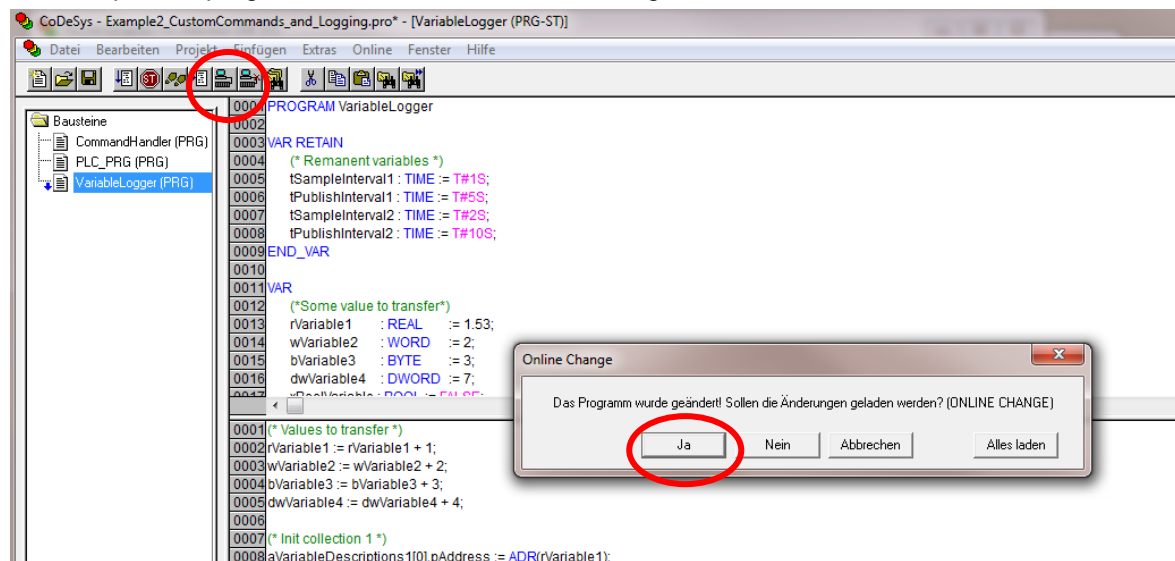 CoDeSys - Example2_CustomCommands_and_Logging.pro* - [VariableLogger (PRG-ST)]
Datei Bearbeiten Projekt Einfügen Extras Online Fenster Hilfe
Bausteine
CommandHandler (PRG)
PLC_PRG (PRG)
VariableLogger (PRG)
0001 PROGRAM VariableLogger
0002
0003 VAR RETAIN
0004 (* Remanent variables *)
0005 tSampleInterval1 : TIME := T#1S;
0006 tPublishInterval1 : TIME := T#5S;
0007 tSampleInterval2 : TIME := T#2S;
0008 tPublishInterval2 : TIME := T#10S;
0009 END_VAR
0010
0011 VAR
0012 (*Some value to transfer*)
0013 rVariable1 : REAL := 1.53;
0014 wVariable2 : WORD := 2;
0015 bVariable3 : BYTE := 3;
0016 dwVariable4 : DWORD := 7;
0017 : BOOL := FALSE;
Online Change
Das Programm wurde geändert! Sollen die Änderungen geladen werden? (ONLINE CHANGE)
Ja Nein Abbrechen Alles laden
0001 (* Values to transfer *)
0002 rVariable1 := rVariable1 + 1;
0003 wVariable2 := wVariable2 + 2;
0004 bVariable3 := bVariable3 + 3;
0005 dwVariable4 := dwVariable4 + 4;
0006
0007 (* Init collection 1 *)
0008 aVariableDescriptions1[0].pAddress := ADR(rVariable1);